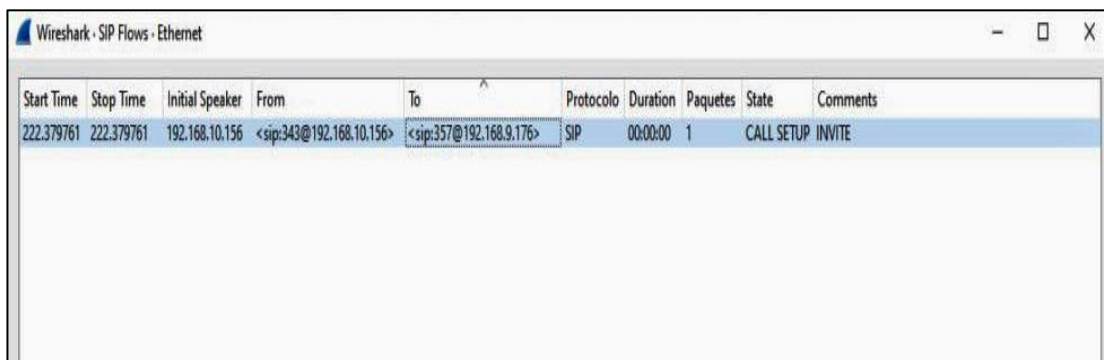 Wireshark · SIP Flows · Ethernet
Start Time Stop Time Initial Speaker From To Protocolo Duration Paquetes State Comments
222.379761 222.379761 192.168.10.156 <sip:343@192.168.10.156> <sip:357@192.168.9.176> SIP 00:00:00 1 CALL SETUP INVITE